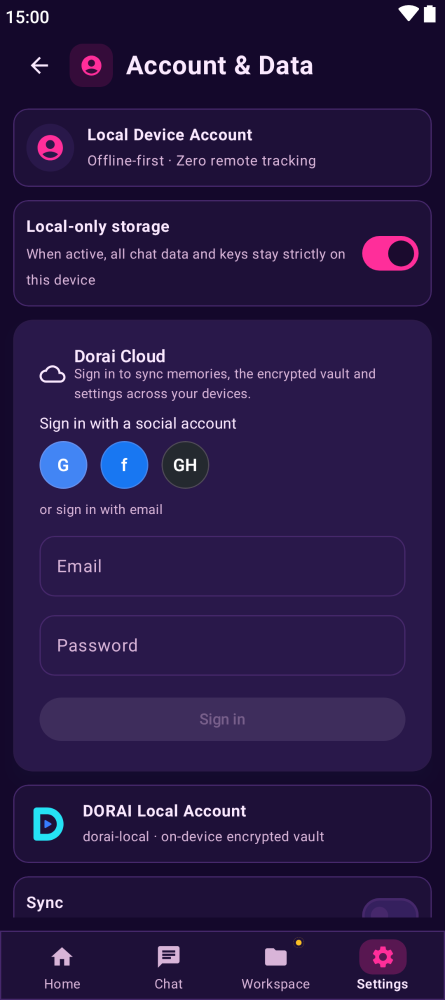 15:00
Account & Data
Local Device Account
Offline-first · Zero remote tracking
Local-only storage
When active, all chat data and keys stay strictly on
this device
Dorai Cloud
Sign in to sync memories, the encrypted vault and
settings across your devices.
Sign in with a social account
G f GH
or sign in with email
Email
Password
Sign in
DORAI Local Account
dorai-local · on-device encrypted vault
Sync
Home Chat Workspace Settings